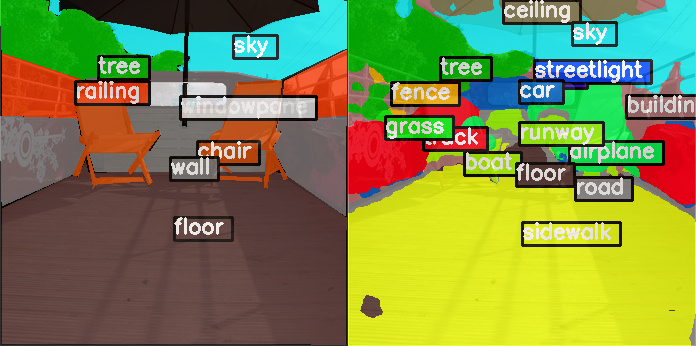 sky
tree
railing
windowpane
chair
wall
floor
ceiling
sky
tree
streetlight
fence
car
building
grass
runway
airplane
boat
floor
road
sidewalk